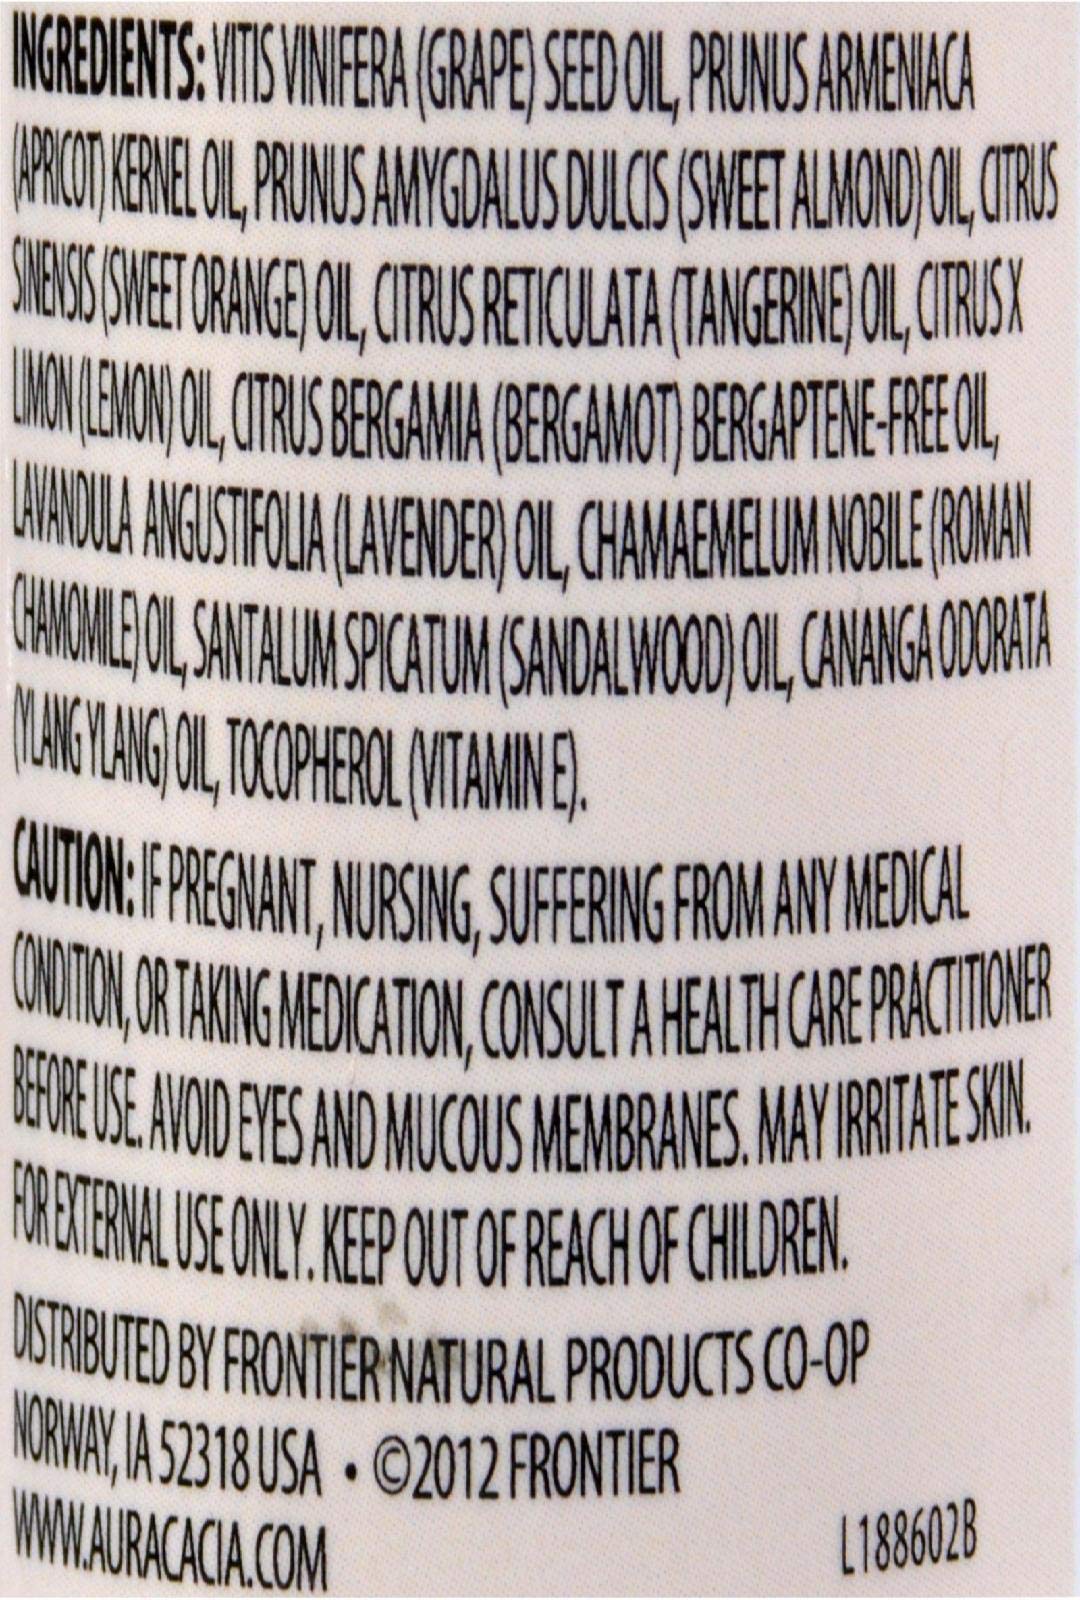 INGREDIENTS: VITIS VINIFERA (GRAPE) SEED OIL, PRUNUS ARMENIACA
(APRICOT) KERNEL OIL, PRUNUS AMYGDALUS DULCIS (SWEET ALMOND) OIL, CITRUS
SINENSIS (SWEET ORANGE) OIL, CITRUS RETICULATA (TANGERINE) OIL, CITRUS X
LIMON (LEMON) OIL, CITRUS BERGAMIA (BERGAMOT) BERGAPTENE-FREE OIL,
LAVANDULA ANGUSTIFOLIA (LAVENDER) OIL, CHAMAEMELUM NOBILE (ROMAN
CHAMOMILE) OIL, SANTALUM SPICATUM (SANDALWOOD) OIL, CANANGA ODORATA
(YLANG YLANG) OIL, TOCOPHEROL (VITAMIN E).
CAUTION: IF PREGNANT, NURSING, SUFFERING FROM ANY MEDICAL
CONDITION, OR TAKING MEDICATION, CONSULT A HEALTH CARE PRACTITIONER
BEFORE USE. AVOID EYES AND MUCOUS MEMBRANES. MAY IRRITATE SKIN.
FOR EXTERNAL USE ONLY. KEEP OUT OF REACH OF CHILDREN.
DISTRIBUTED BY FRONTIER NATURAL PRODUCTS CO-OP
NORWAY, IA 52318 USA • ©2012 FRONTIER
WWW.AURACACIA.COM L188602B